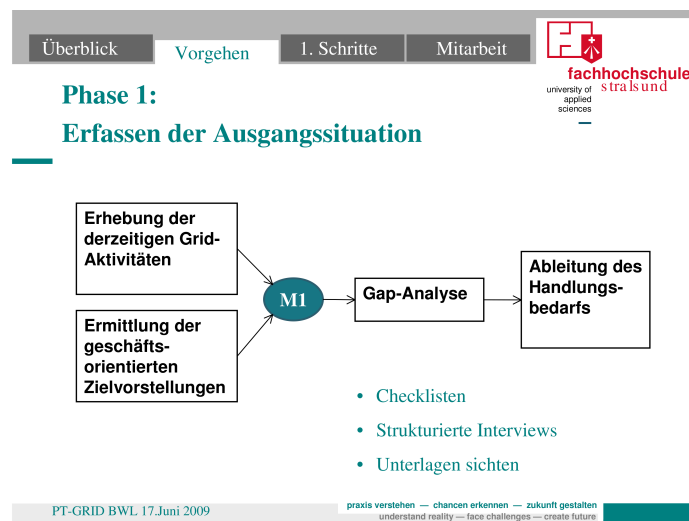 Überblick
Vorgehen
1. Schritte
Mitarbeit
fachhochschule
stralsund
university of
applied
sciences
Phase 1:
Erfassen der Ausgangssituation
Erhebung der
derzeitigen Grid-
Aktivitäten
Ermittlung der
geschäfts-
orientierten
Zielvorstellungen
M1
Gap-Analyse
Ableitung des
Handlungs-
bedarfs
• Checklisten
• Strukturierte Interviews
• Unterlagen sichten
PT-GRID BWL 17.Juni 2009
praxis verstehen — chancen erkennen — zukunft gestalten
understand reality — face challenges — create future